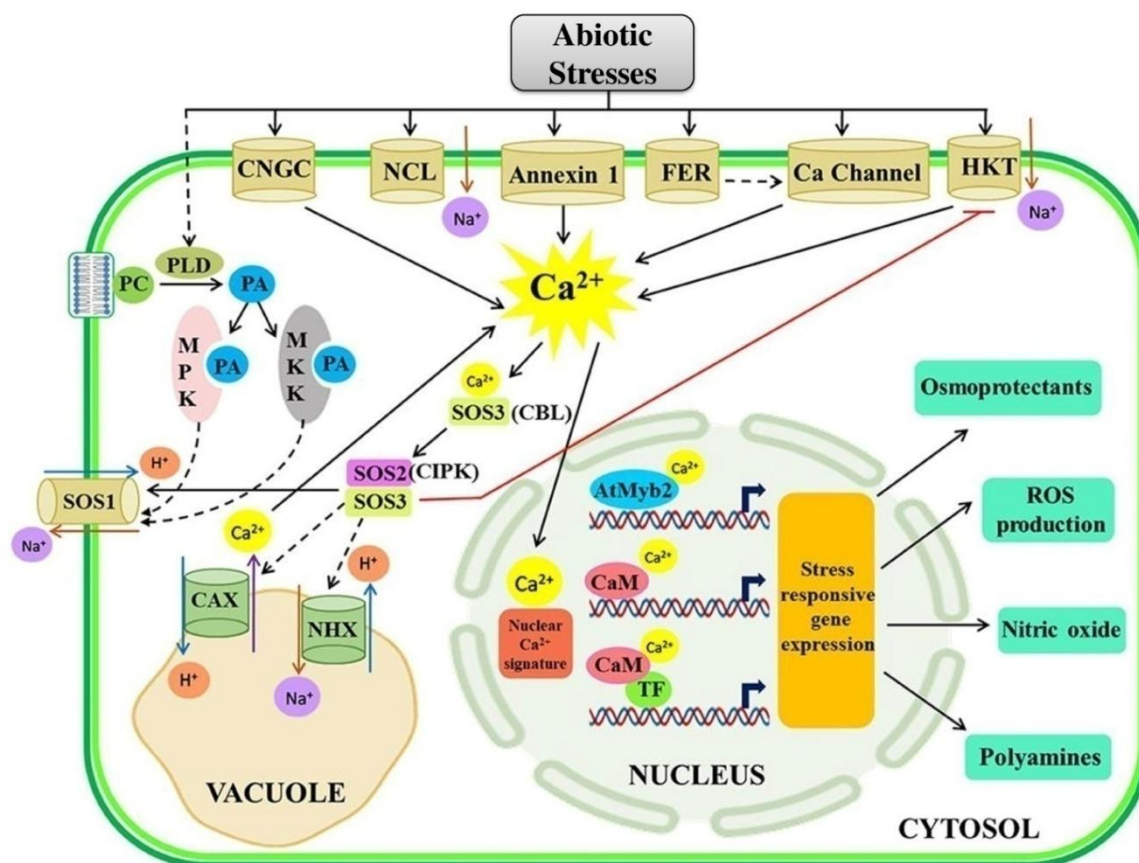 Abiotic
Stresses
CNGC
NCL
Annexin 1
FER
Ca Channel
HKT
Na⁺
Na⁺
PC
PLD
PA
Ca²⁺
MPK
PA
MKK
PA
Ca²⁺
SOS3 (CBL)
SOS2 (CIPK)
SOS3
H⁺
SOS1
Na⁺
Ca²⁺
H⁺
CAX
NHX
H⁺
Na⁺
VACUOLE
Ca²⁺
Nuclear
Ca²⁺
signature
Ca²⁺
AtMyb2
Ca²⁺
CaM
Ca²⁺
CaM
TF
NUCLEUS
Stress
responsive
gene
expression
Osmoprotectants
ROS
production
Nitric oxide
Polyamines
CYTOSOL